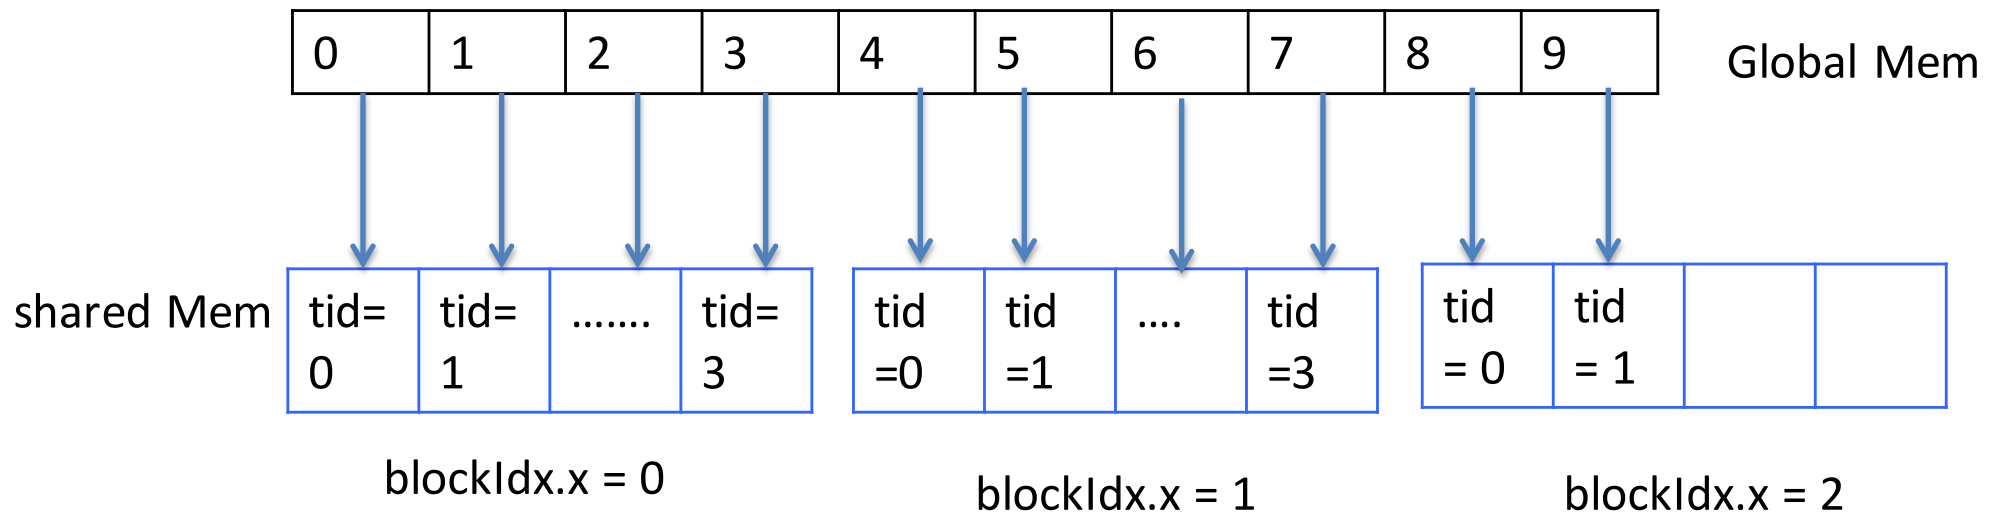 0 1 2 3 4 5 6 7 8 9 Global Mem
shared Mem
tid= tid= ....... tid=
0 1 3
tid tid .... tid
=0 =1 =3
tid tid
= 0 = 1
blockIdx.x = 0
blockIdx.x = 1
blockIdx.x = 2